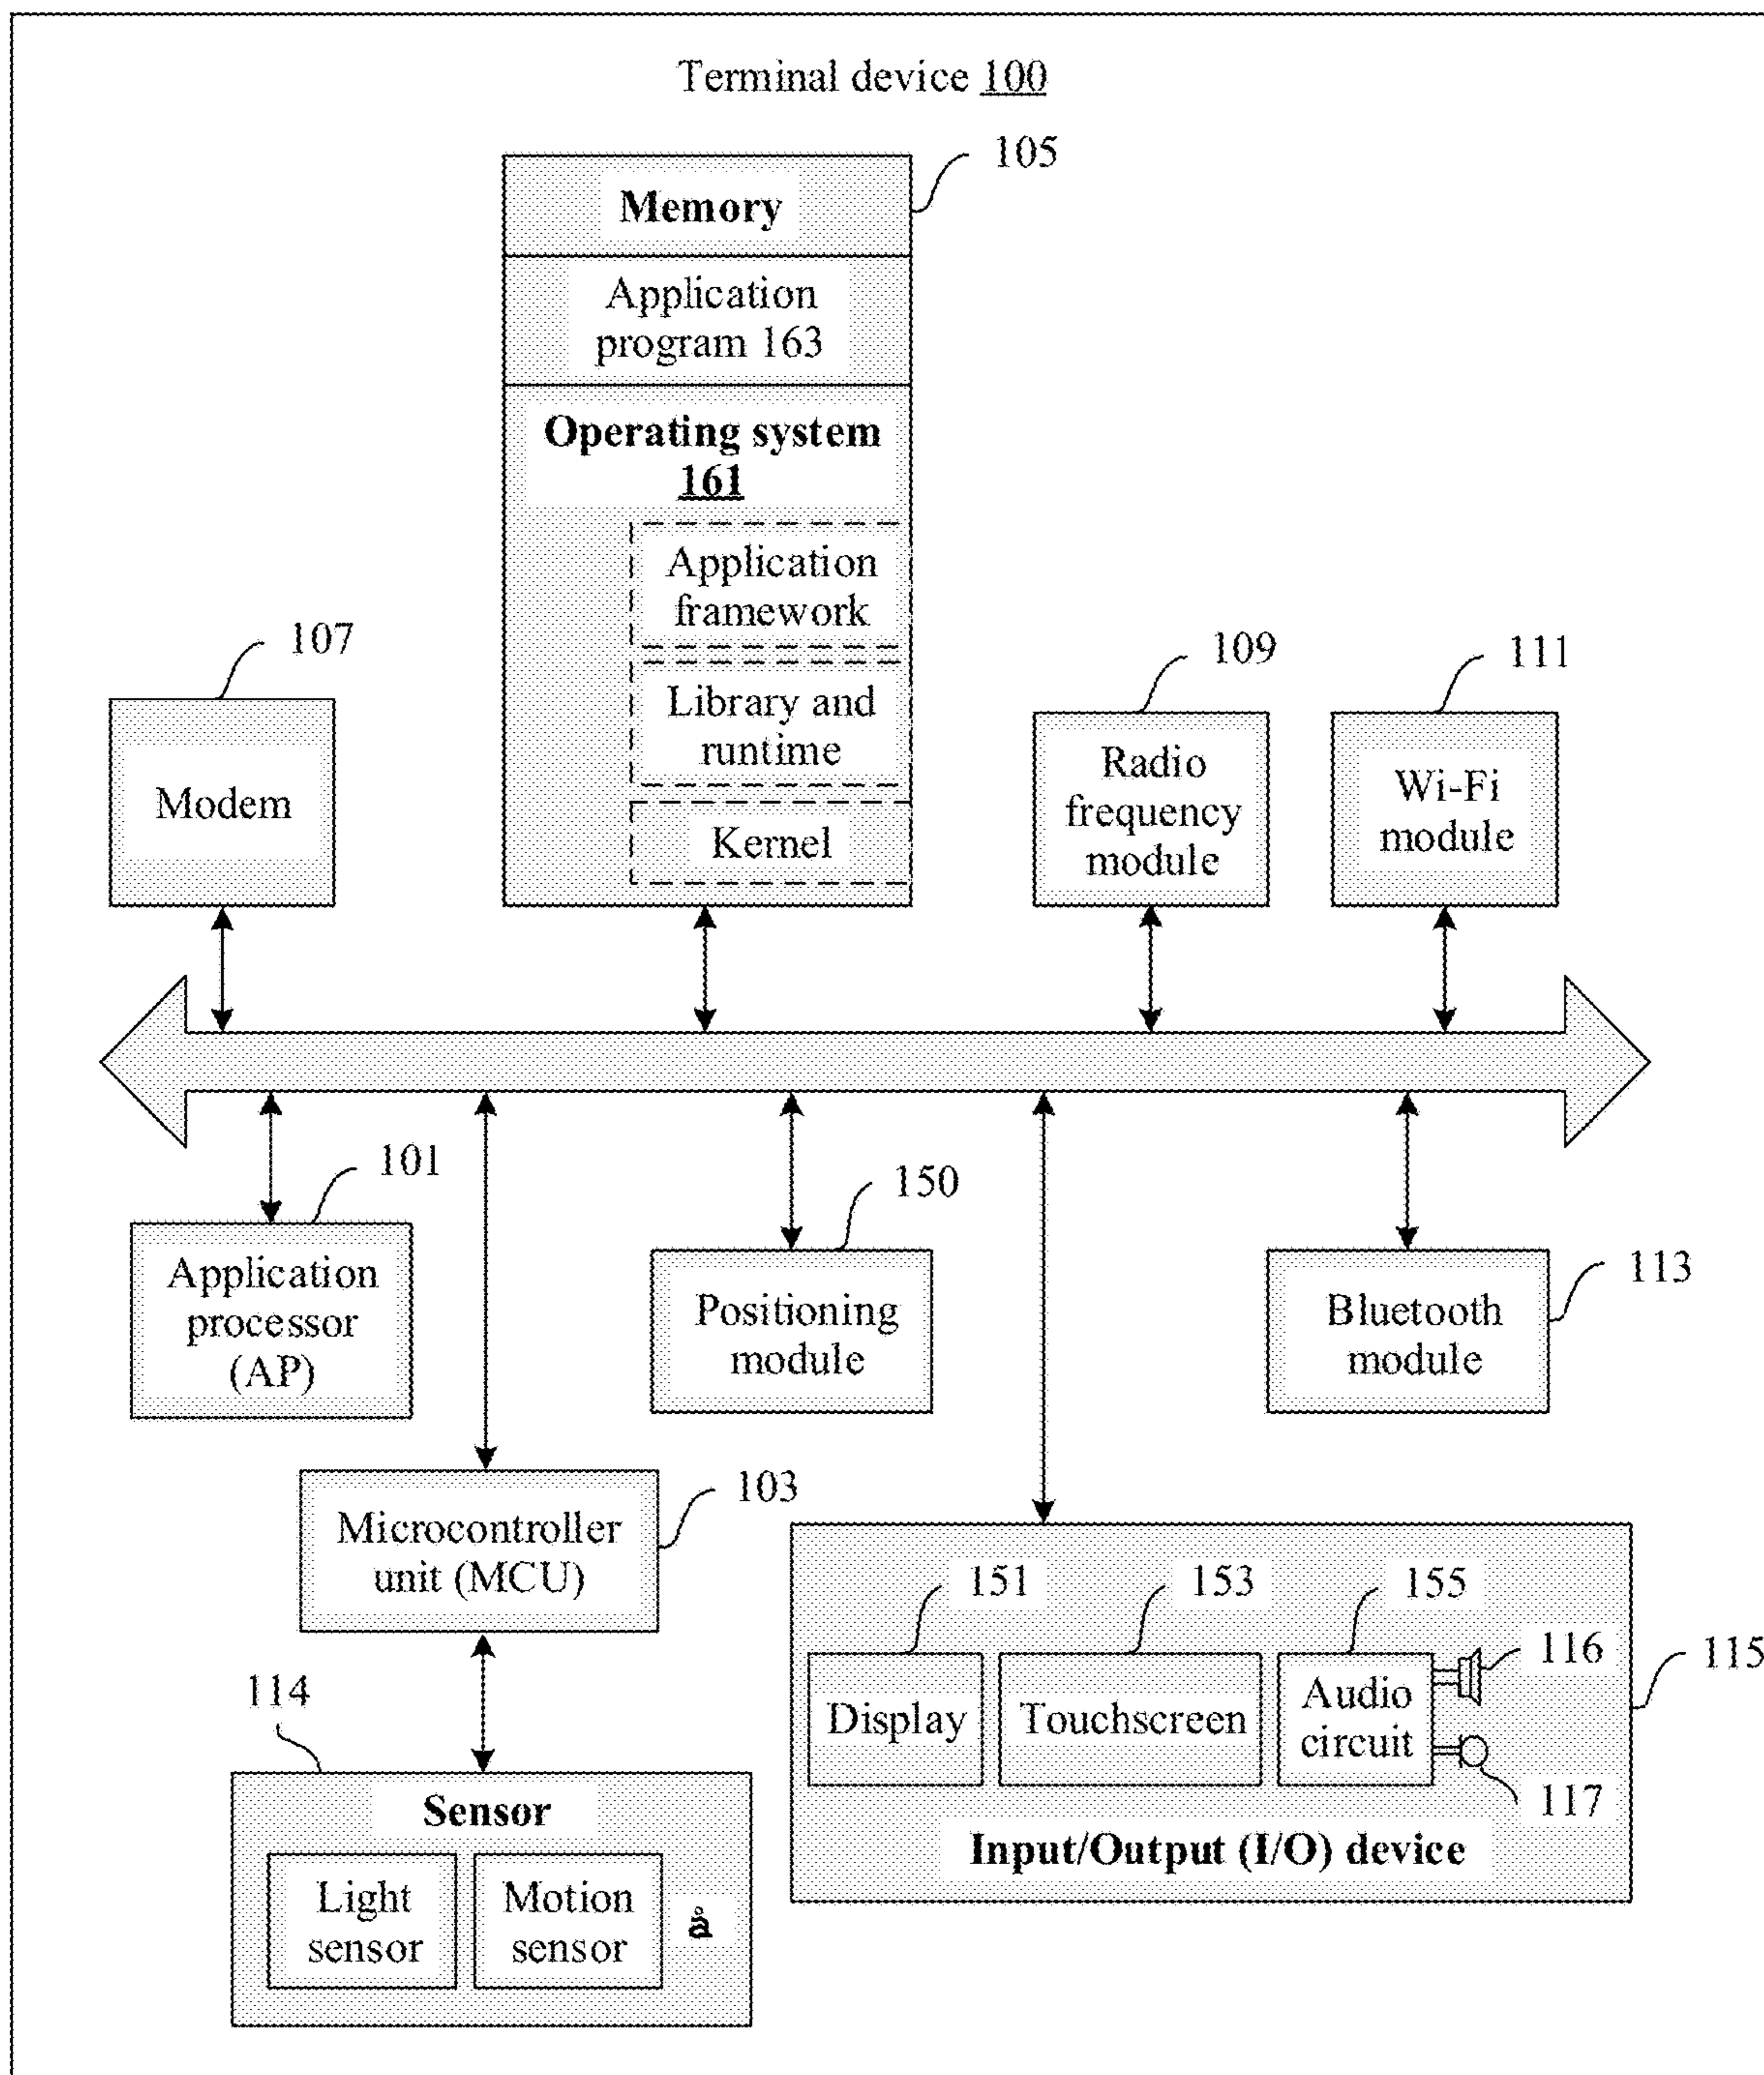 Terminal device 100
105
Memory
Application
program 163
Operating system
161
Application
framework
Library and
runtime
Kernel
107
Modem
109
Radio
frequency
module
111
Wi-Fi
module
101
Application
processor
(AP)
150
Positioning
module
113
Bluetooth
module
103
Microcontroller
unit (MCU)
114
Sensor
Light
sensor
Motion
sensor
151
Display
153
Touchscreen
155
Audio
circuit
116
117
115
Input/Output (I/O) device